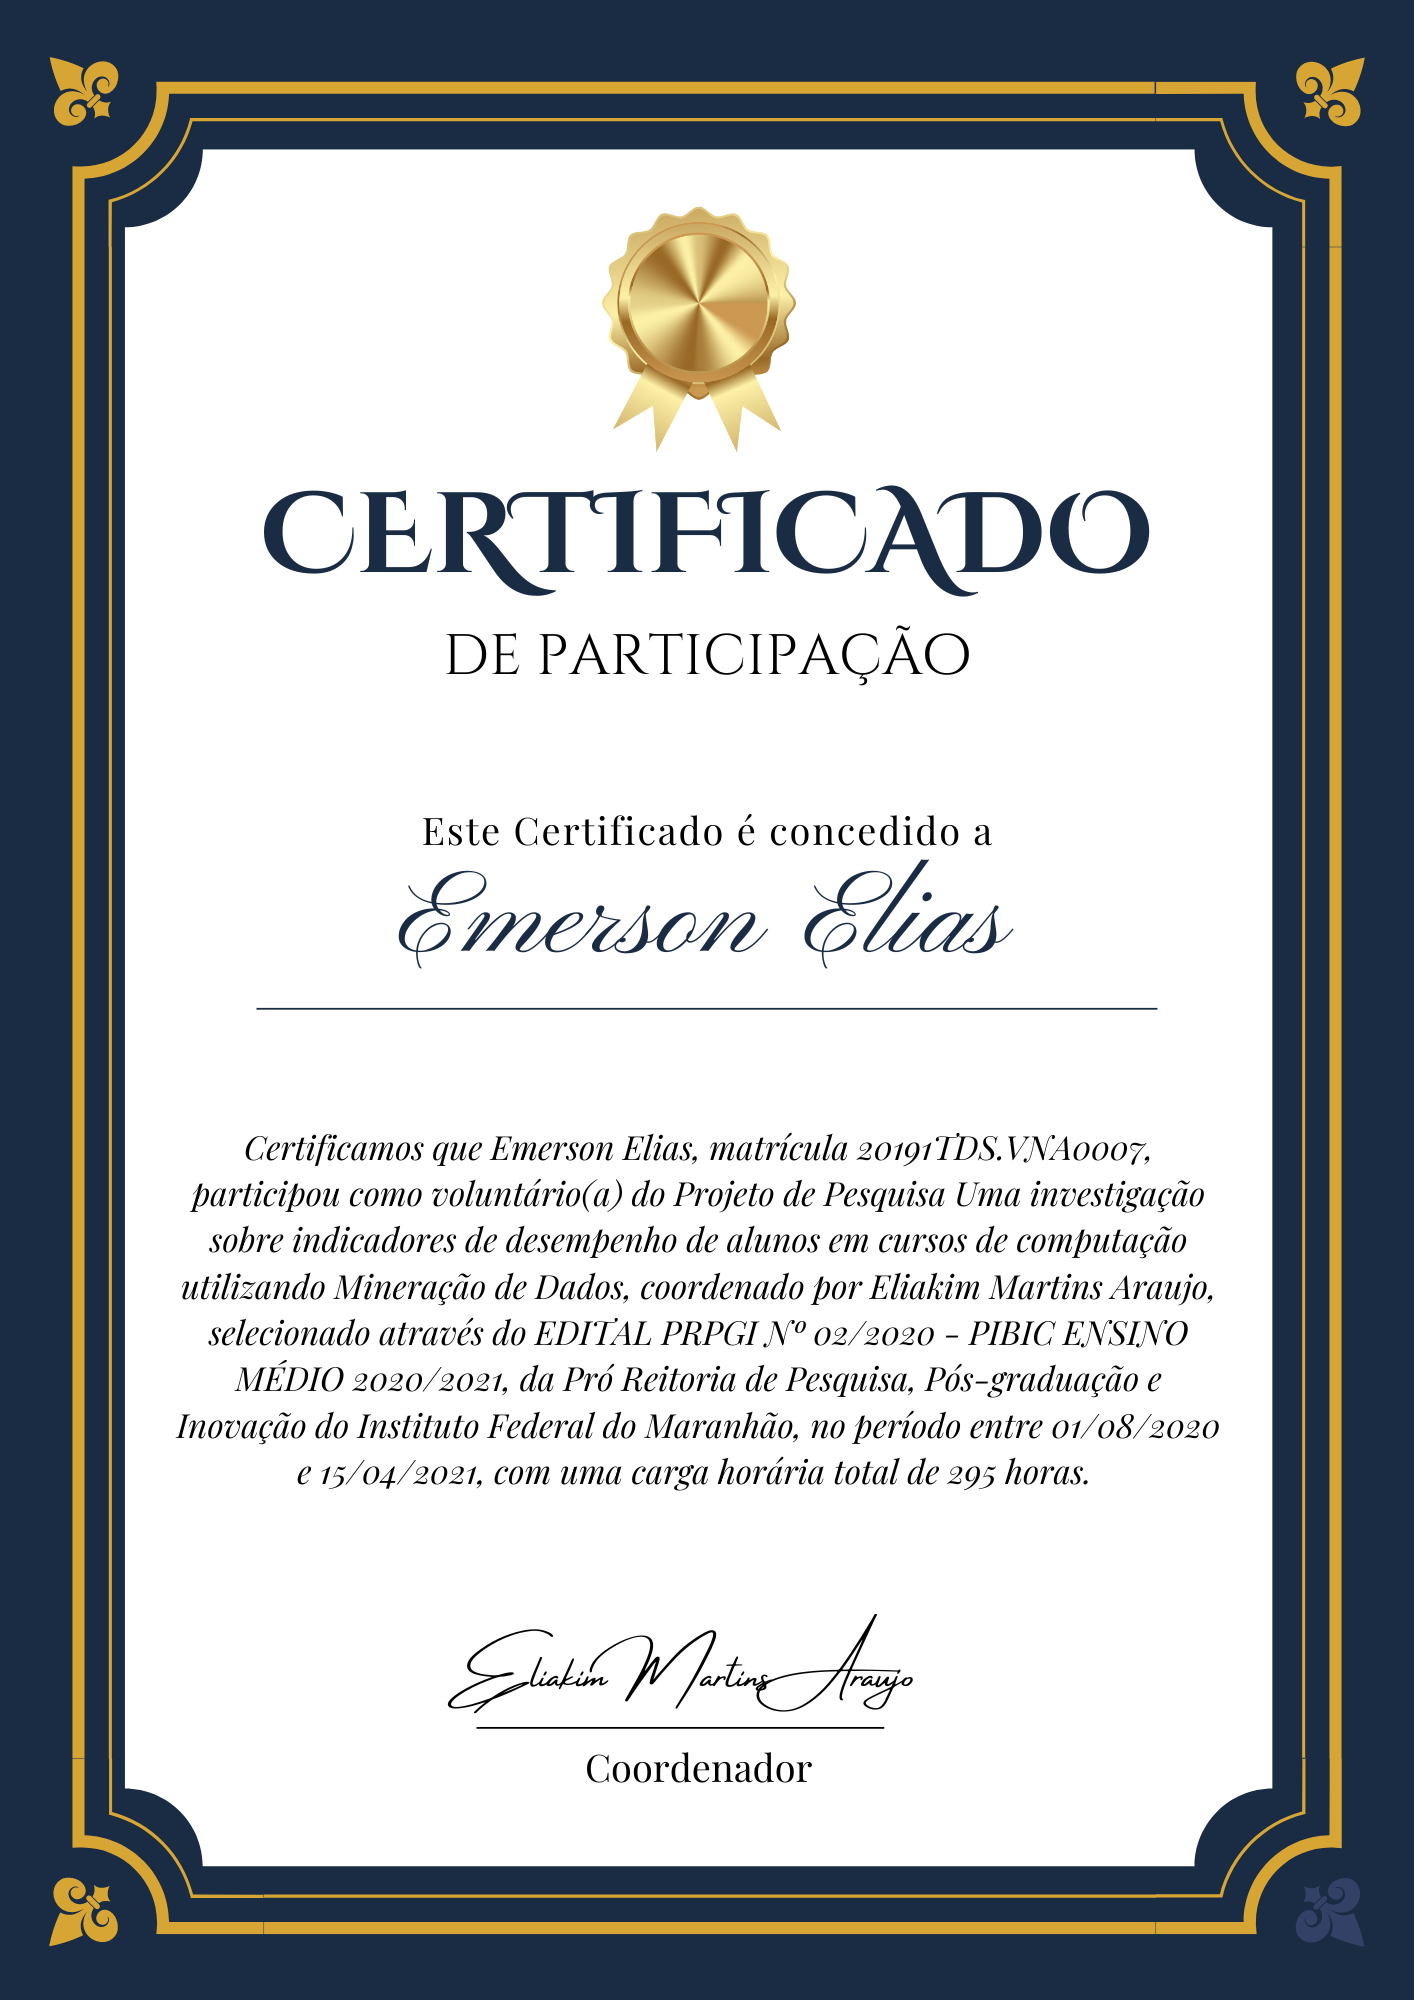 CERTIFICADO
DE PARTICIPAÇÃO
Este Certificado é concedido a
Emerson Elias
Certificamos que Emerson Elias, matrícula 20191TDS.VNA0007,
participou como voluntário(a) do Projeto de Pesquisa Uma investigação
sobre indicadores de desempenho de alunos em cursos de computação
utilizando Mineração de Dados, coordenado por Eliakim Martins Araujo,
selecionado através do EDITAL PRPGI Nº 02/2020 - PIBIC ENSINO
MÉDIO 2020/2021, da Pró Reitoria de Pesquisa, Pós-graduação e
Inovação do Instituto Federal do Maranhão, no período entre 01/08/2020
e 15/04/2021, com uma carga horária total de 295 horas.
Eliakim Martins Araujo
Coordenador